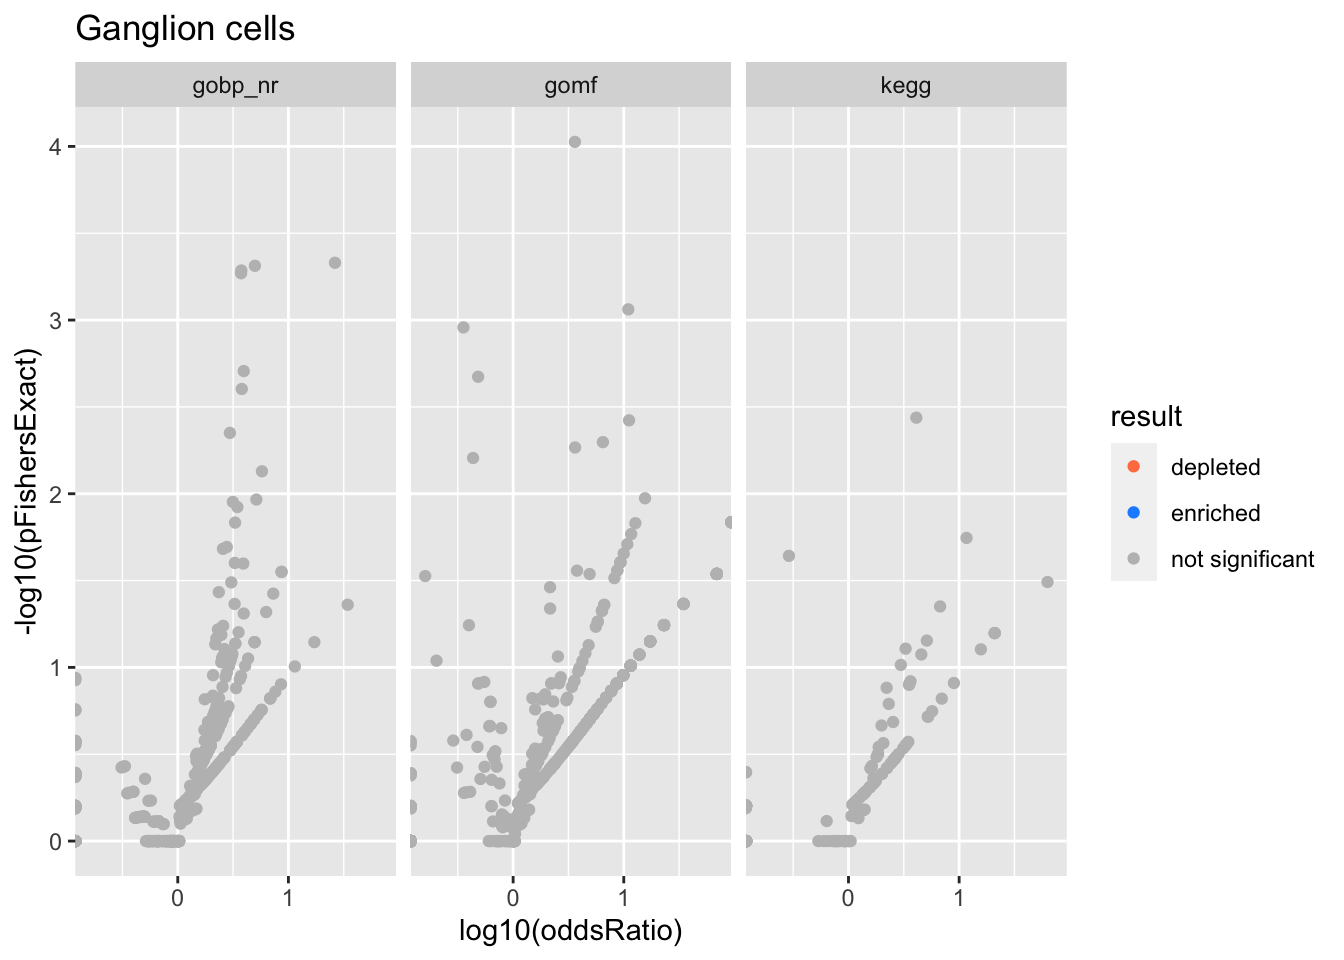 Ganglion cells
gobp_nr
gomf
kegg
4
3
2
1
0
-log10(pFishersExact)
0 1
0 1
0 1
log10(oddsRatio)
result
depleted
enriched
not significant